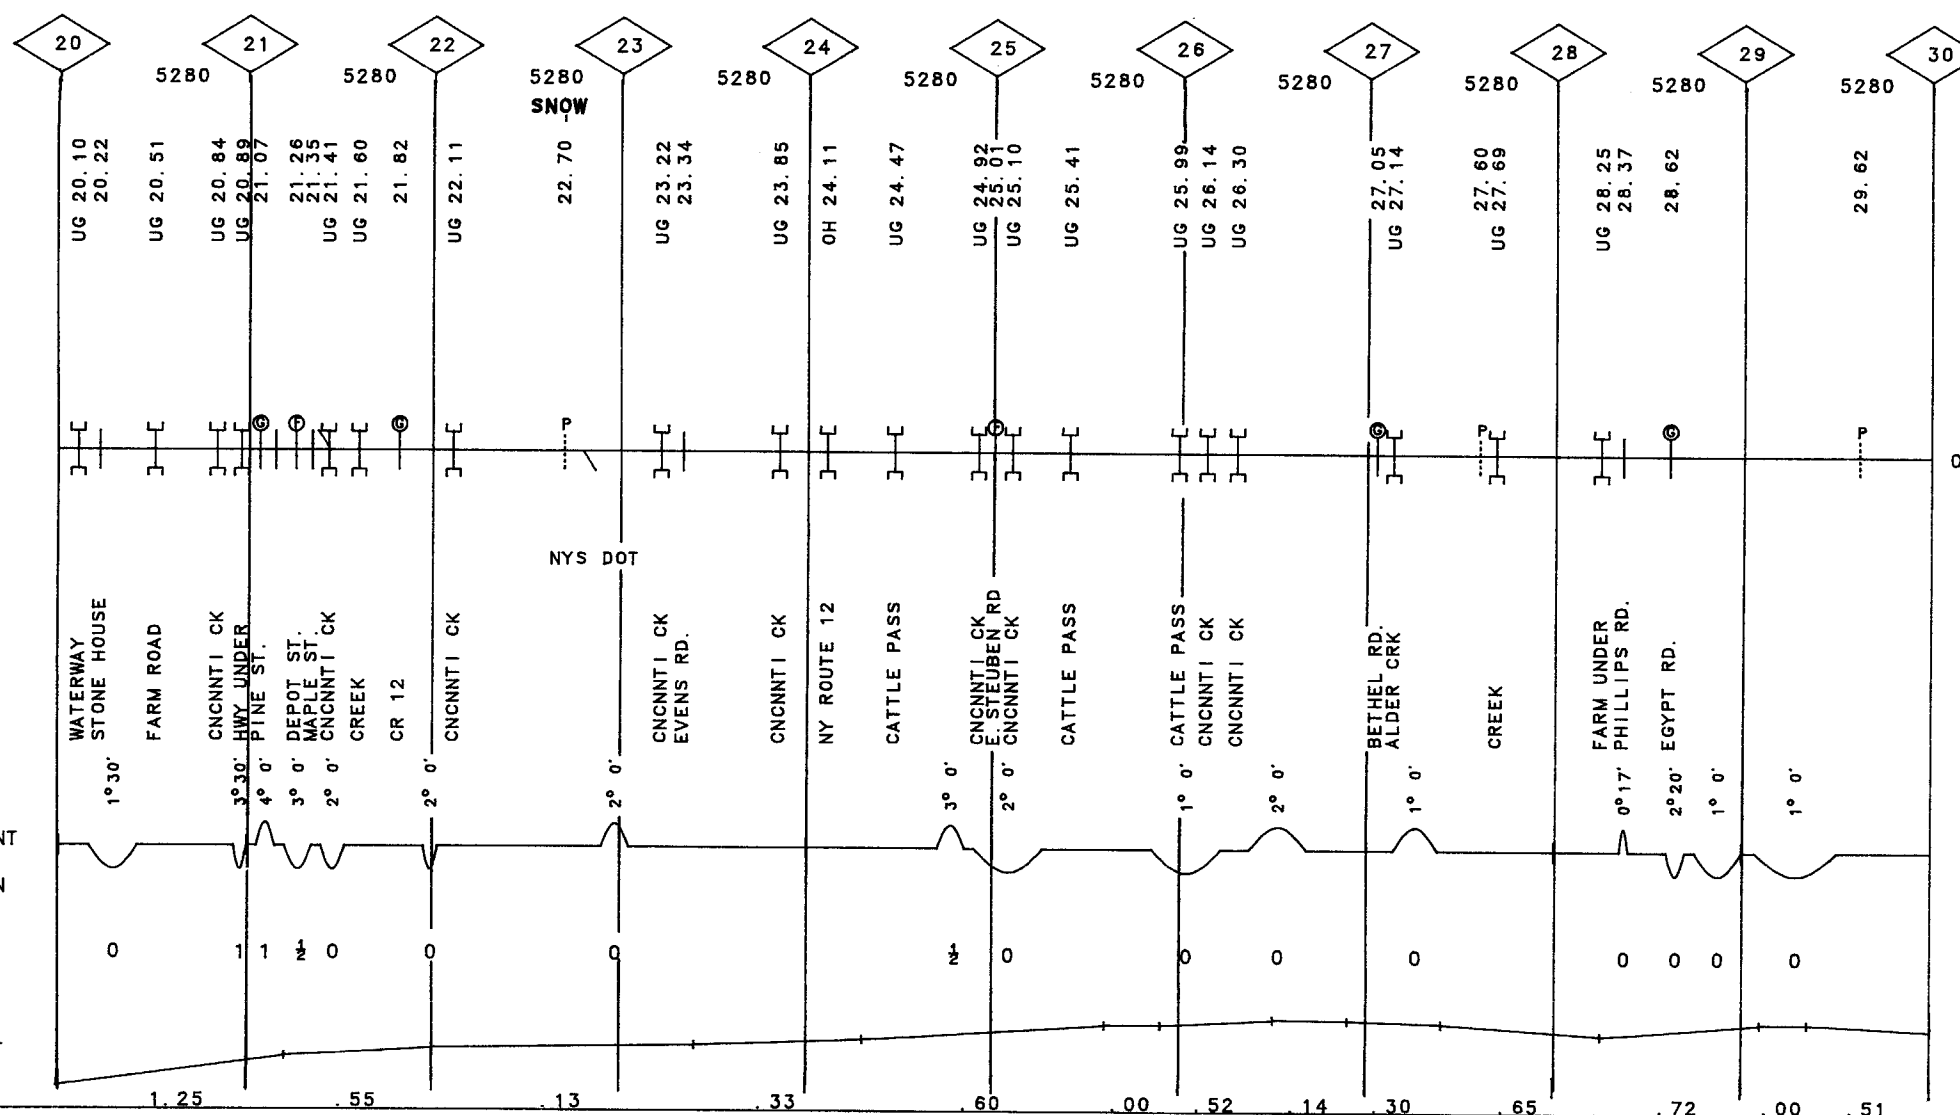 20 21 22 23 24 25 26 27 28 29 30
5280 5280 5280 5280 5280 5280 5280 5280 5280 5280
SNOW
UG 20.10
20.22
UG 20.51
UG 20.84
UG 20.89
21.07
21.26
21.35
UG 21.41
UG 21.60
21.82
UG 22.11
22.70
UG 23.22
23.34
UG 23.85
OH 24.11
UG 24.47
UG 24.92
25.01
UG 25.10
UG 25.41
UG 25.99
UG 26.14
UG 26.30
27.05
UG 27.14
27.60
UG 27.69
UG 28.25
28.37
28.62
29.62
G F G P F G P G P
NYS DOT
WATERWAY
STONE HOUSE
FARM ROAD
CNCNNTI CK
HWY UNDER
PINE ST.
DEPOT ST.
MAPLE ST.
CNCNNTI CK
CREEK
CR 12
CNCNNTI CK
CNCNNTI CK
EVENS RD.
CNCNNTI CK
NY ROUTE 12
CATTLE PASS
CNCNNTI CK
E. STEUBEN RD
CNCNNTI CK
CATTLE PASS
CATTLE PASS
CNCNNTI CK
CNCNNTI CK
BETHEL RD.
ALDER CRK
CREEK
FARM UNDER
PHILLIPS RD.
EGYPT RD.
1°30' 3°30' 4° 0' 3° 0' 2° 0' 2° 0' 2° 0' 3° 0' 2° 0' 1° 0' 2° 0' 1° 0' 0°17' 2°20' 1° 0' 1° 0'
NT
N
0 1 1 ½ 0 0 0 ½ 0 0 0 0 0 0 0 0
1.25 .55 .13 .33 .60 .00 .52 .14 .30 .65 .72 .00 .51